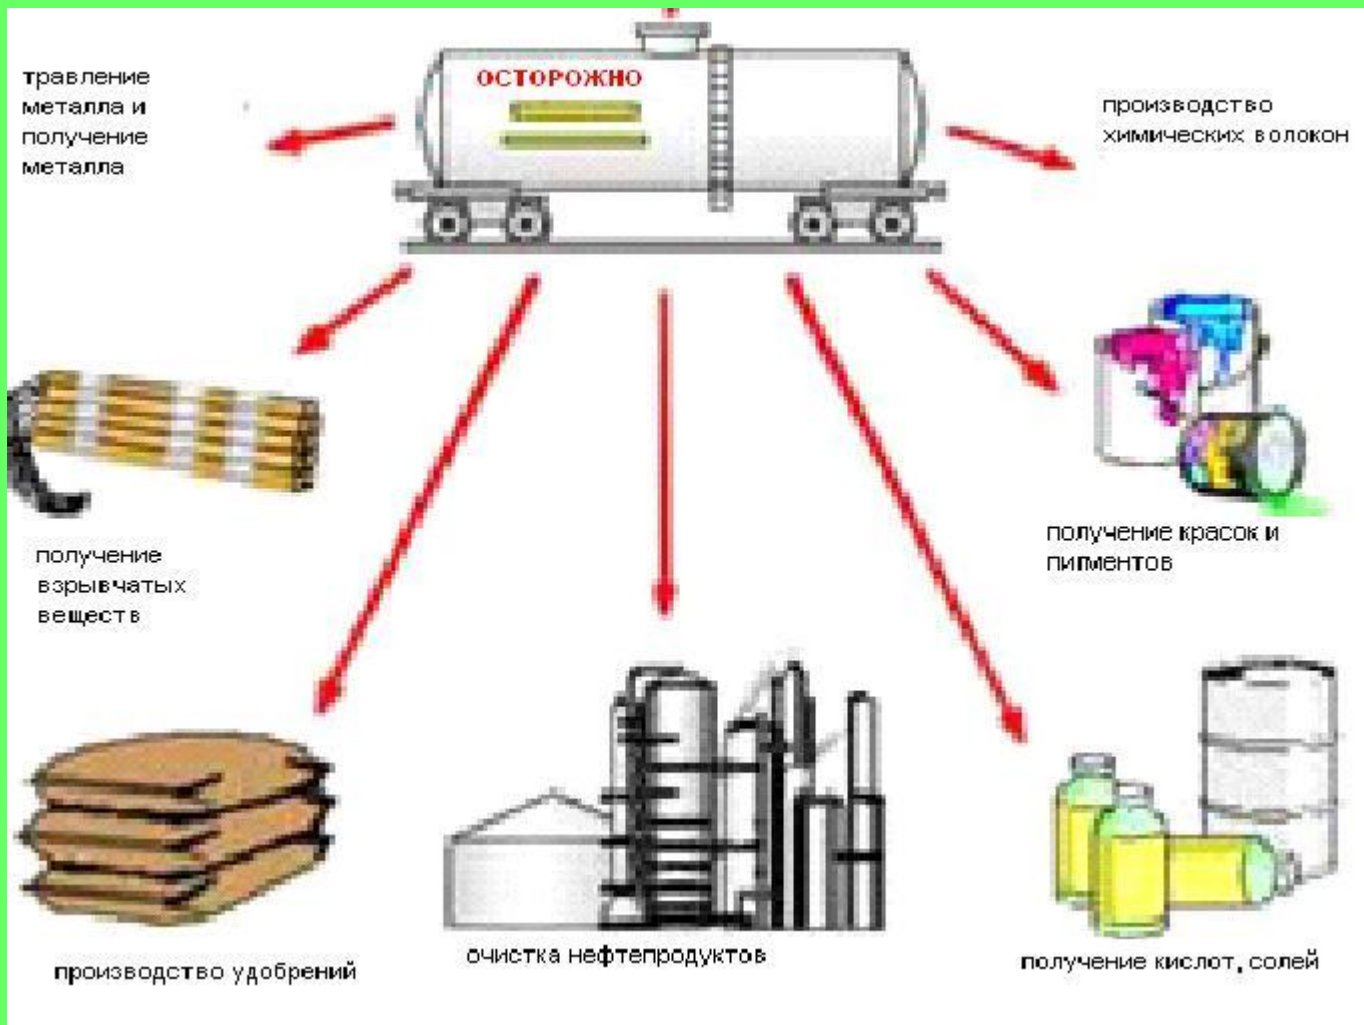 ОСТОРОЖНО
травление
металла и
получение
металла
производство
химических волокон
получение
взрывчатых
веществ
получение красок и
пигментов
производство удобрений
очистка нефтепродуктов
получение кислот, солей